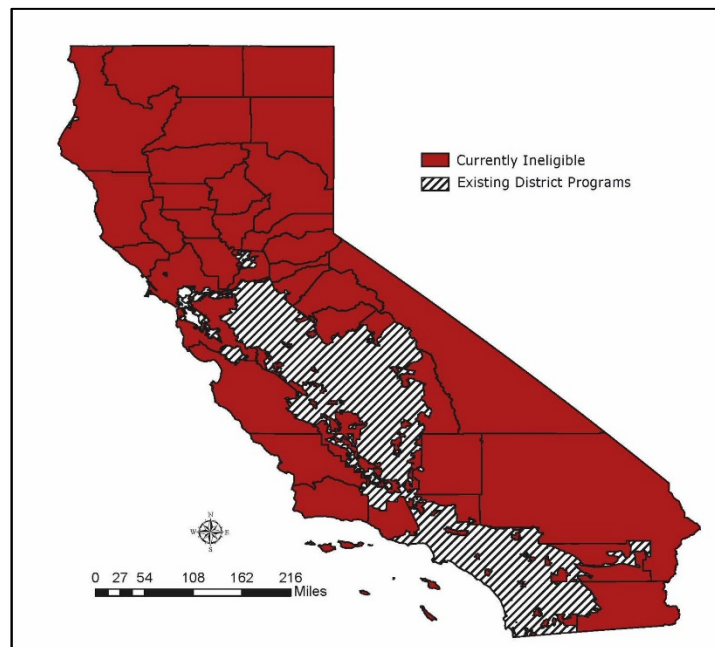 Currently Ineligible
Existing District Programs
N
W E
S
0 27 54 108 162 216
Miles